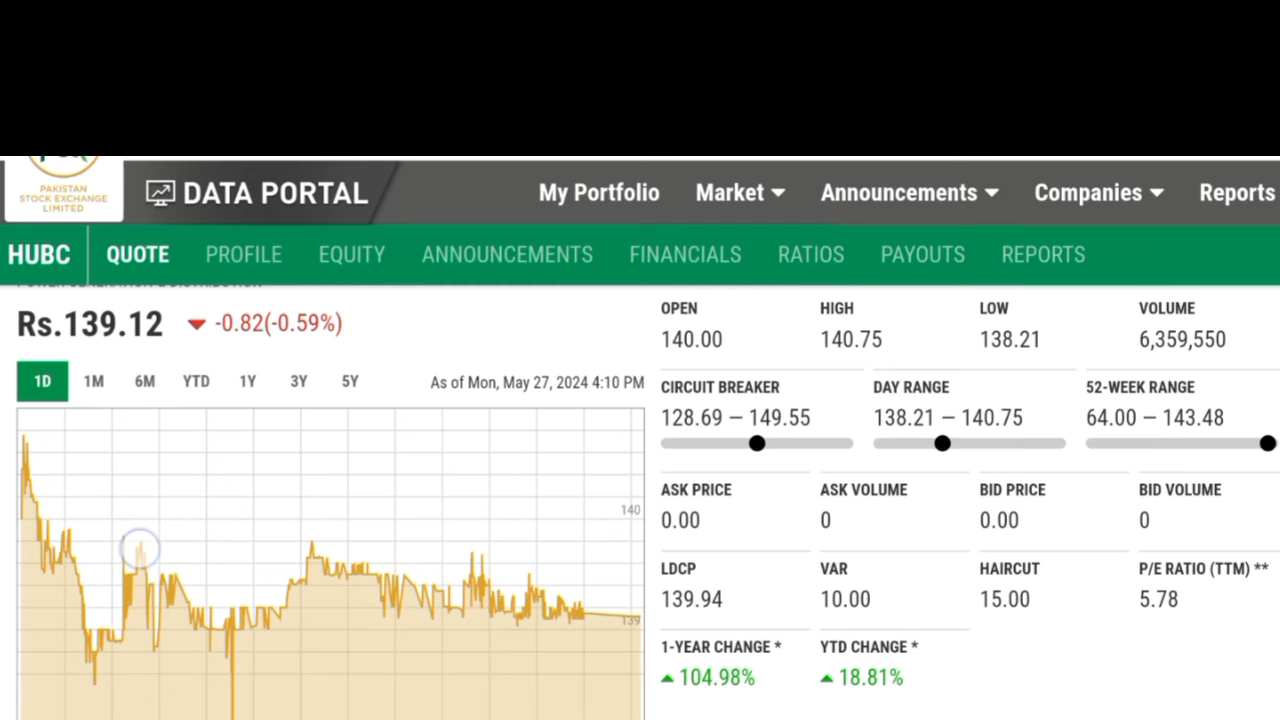 PAKISTAN
STOCK EXCHANGE
LIMITED
DATA PORTAL
My Portfolio Market Announcements Companies Reports
HUBC QUOTE PROFILE EQUITY ANNOUNCEMENTS FINANCIALS RATIOS PAYOUTS REPORTS
Rs.139.12 -0.82(-0.59%)
1D 1M 6M YTD 1Y 3Y 5Y As of Mon, May 27, 2024 4:10 PM
140
139
OPEN HIGH LOW VOLUME
140.00 140.75 138.21 6,359,550
CIRCUIT BREAKER DAY RANGE 52-WEEK RANGE
128.69 — 149.55 138.21 — 140.75 64.00 — 143.48
ASK PRICE ASK VOLUME BID PRICE BID VOLUME
0.00 0 0.00 0
LDCP VAR HAIRCUT P/E RATIO (TTM) **
139.94 10.00 15.00 5.78
1-YEAR CHANGE * YTD CHANGE *
104.98% 18.81%